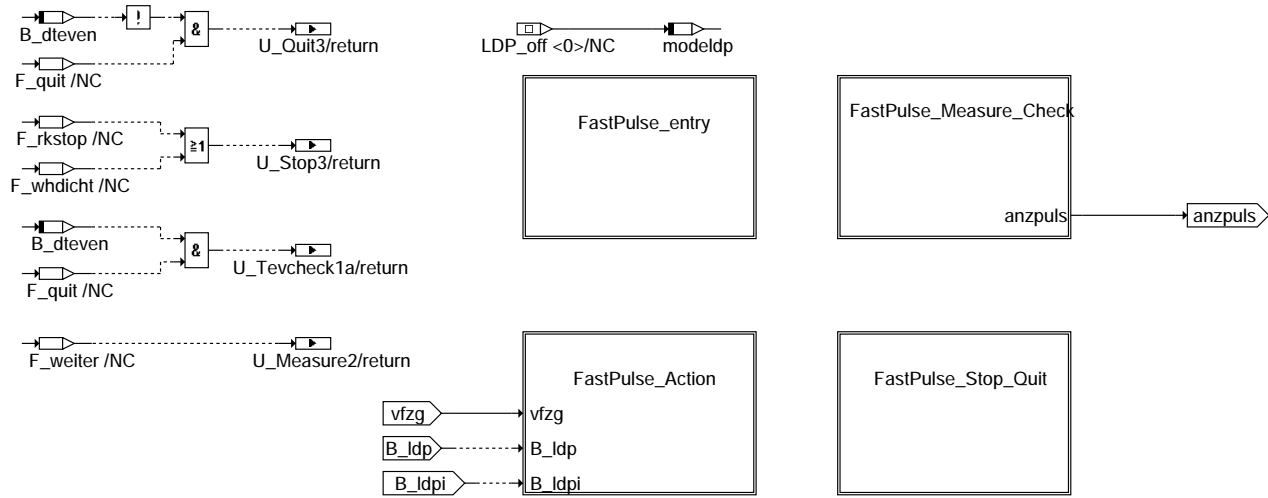 B_dteven
!
&
U_Quit3/return
F_quit /NC
LDP_off <0>/NC
modeldp
F_rkstop /NC
≧1
U_Stop3/return
F_whdicht /NC
B_dteven
&
U_Tevcheck1a/return
F_quit /NC
F_weiter /NC
U_Measure2/return
FastPulse_entry
FastPulse_Measure_Check
anzpuls
anzpuls
FastPulse_Action
vfzg
vfzg
B_ldp
B_ldp
B_ldpi
B_ldpi
FastPulse_Stop_Quit